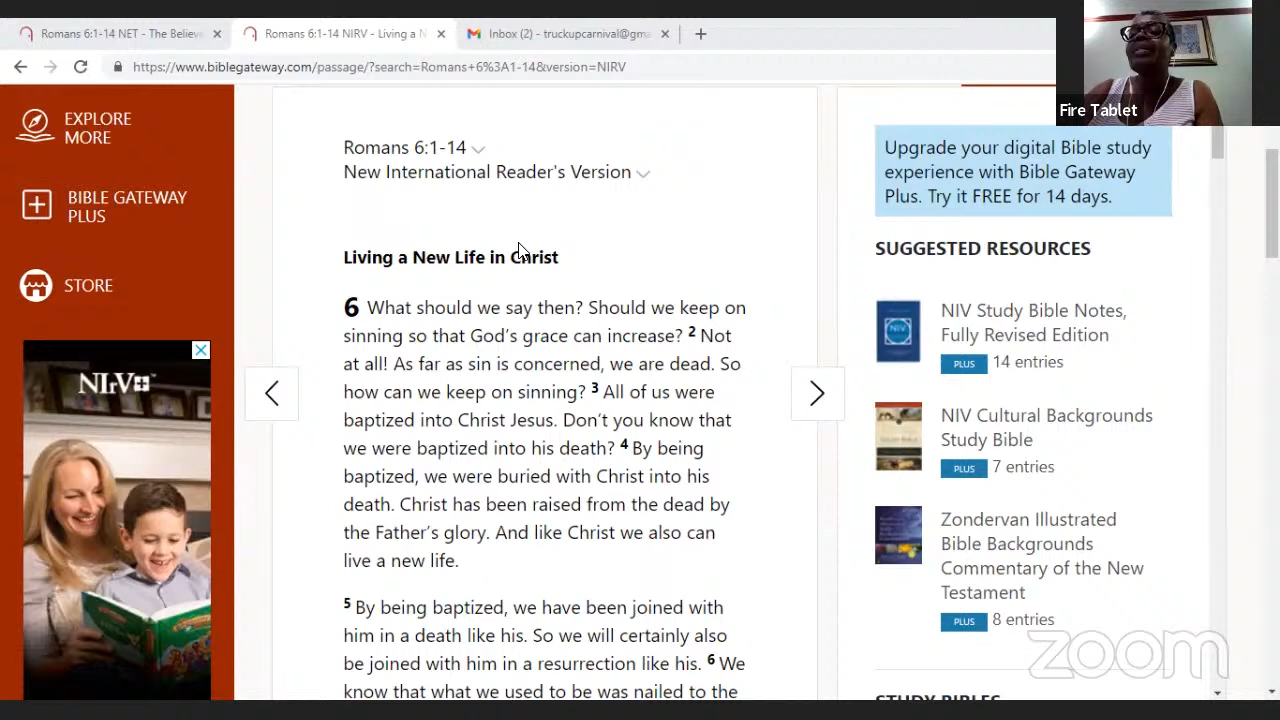 Romans 6:1-14 NET - The Believe
Romans 6:1-14 NIRV - Living a N
Inbox (2) - truckupcarnival@gma
https://www.biblegateway.com/passage/?search=Romans+6%3A1-14&version=NIRV
Fire Tablet
EXPLORE
MORE
BIBLE GATEWAY
PLUS
STORE
NIrV
Romans 6:1-14
New International Reader's Version
Living a New Life in Christ
6 What should we say then? Should we keep on
sinning so that God's grace can increase? 2 Not
at all! As far as sin is concerned, we are dead. So
how can we keep on sinning? 3 All of us were
baptized into Christ Jesus. Don't you know that
we were baptized into his death? 4 By being
baptized, we were buried with Christ into his
death. Christ has been raised from the dead by
the Father's glory. And like Christ we also can
live a new life.
5 By being baptized, we have been joined with
him in a death like his. So we will certainly also
be joined with him in a resurrection like his. 6 We
know that what we used to be was nailed to the
Upgrade your digital Bible study
experience with Bible Gateway
Plus. Try it FREE for 14 days.
SUGGESTED RESOURCES
NIV
NIV Study Bible Notes,
Fully Revised Edition
PLUS 14 entries
NIV Cultural Backgrounds
Study Bible
PLUS 7 entries
Zondervan Illustrated
Bible Backgrounds
Commentary of the New
Testament
PLUS 8 entries
STUDY BIBLES
zoom